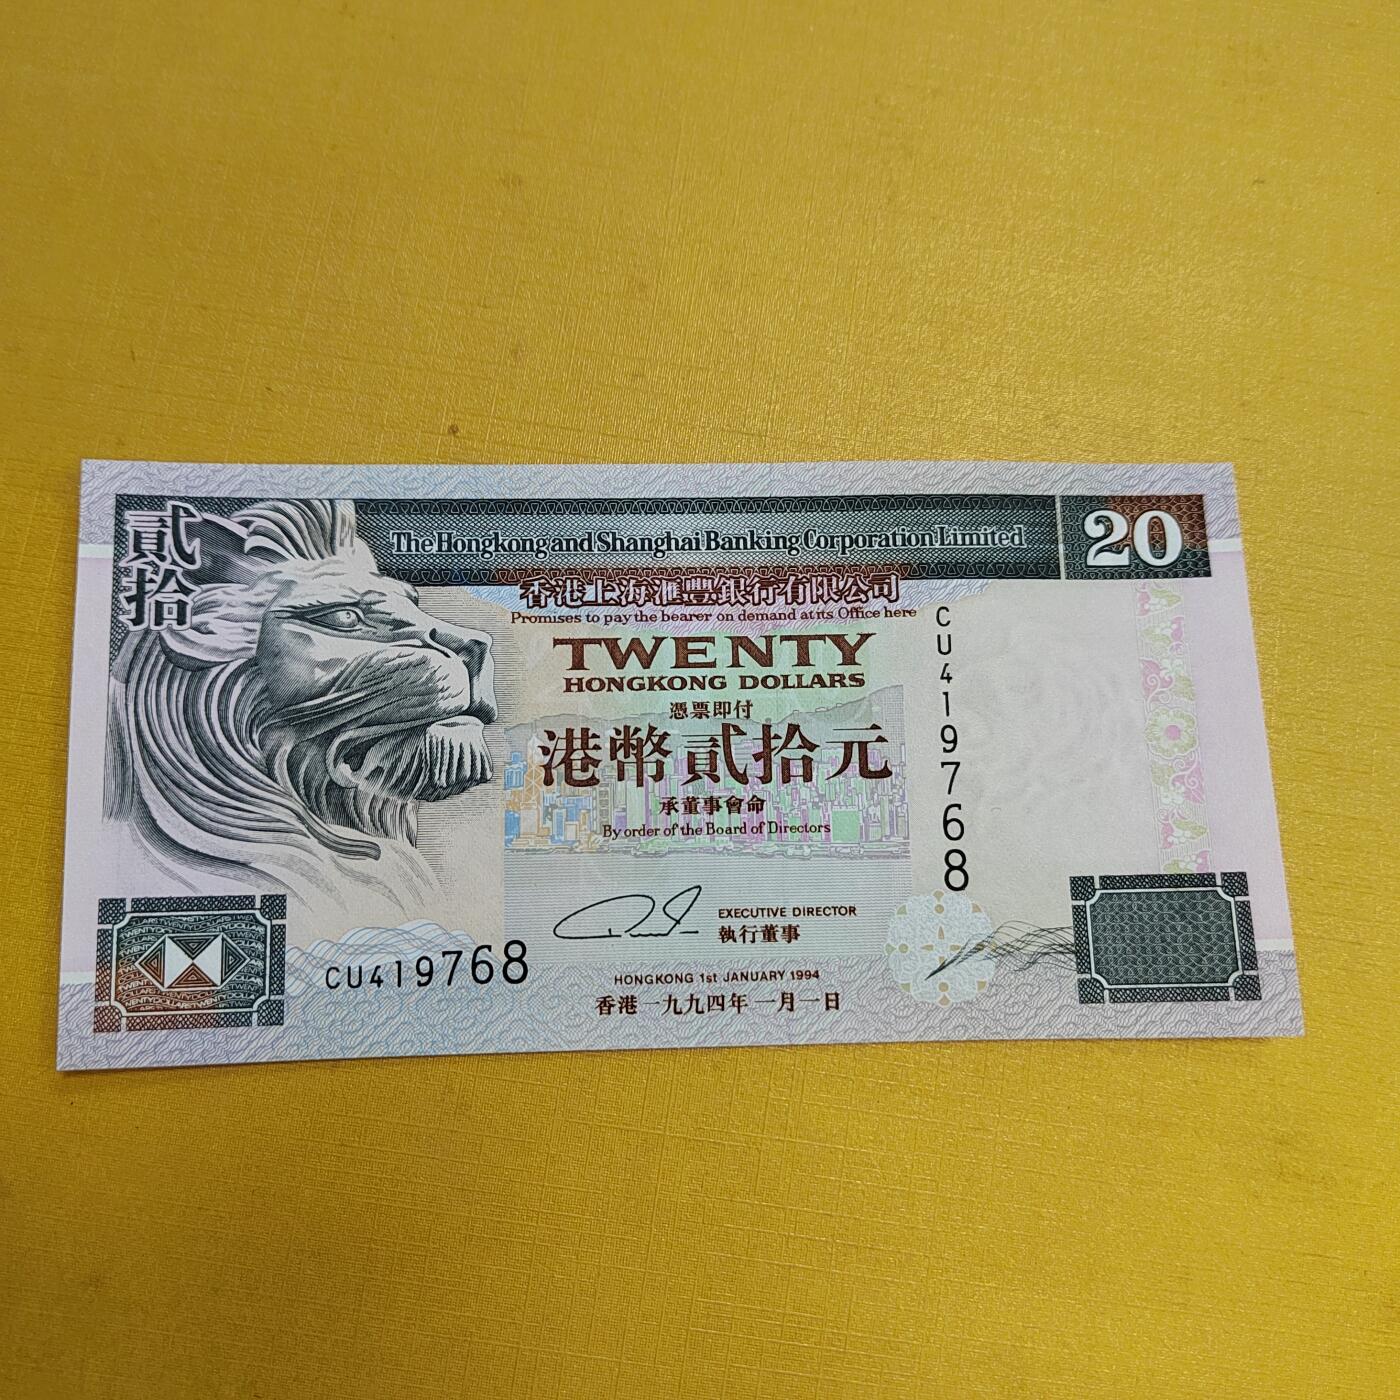 貳拾
The Hongkong and Shanghai Banking Corporation Limited
20
香港上海滙豐銀行有限公司
Promises to pay the bearer on demand at its Office here
TWENTY
HONGKONG DOLLARS
憑票即付
港幣貳拾元
承董事會命
By order of the Board of Directors
CU419768
EXECUTIVE DIRECTOR
執行董事
CU419768
HONGKONG 1st JANUARY 1994
香港一九九四年一月一日